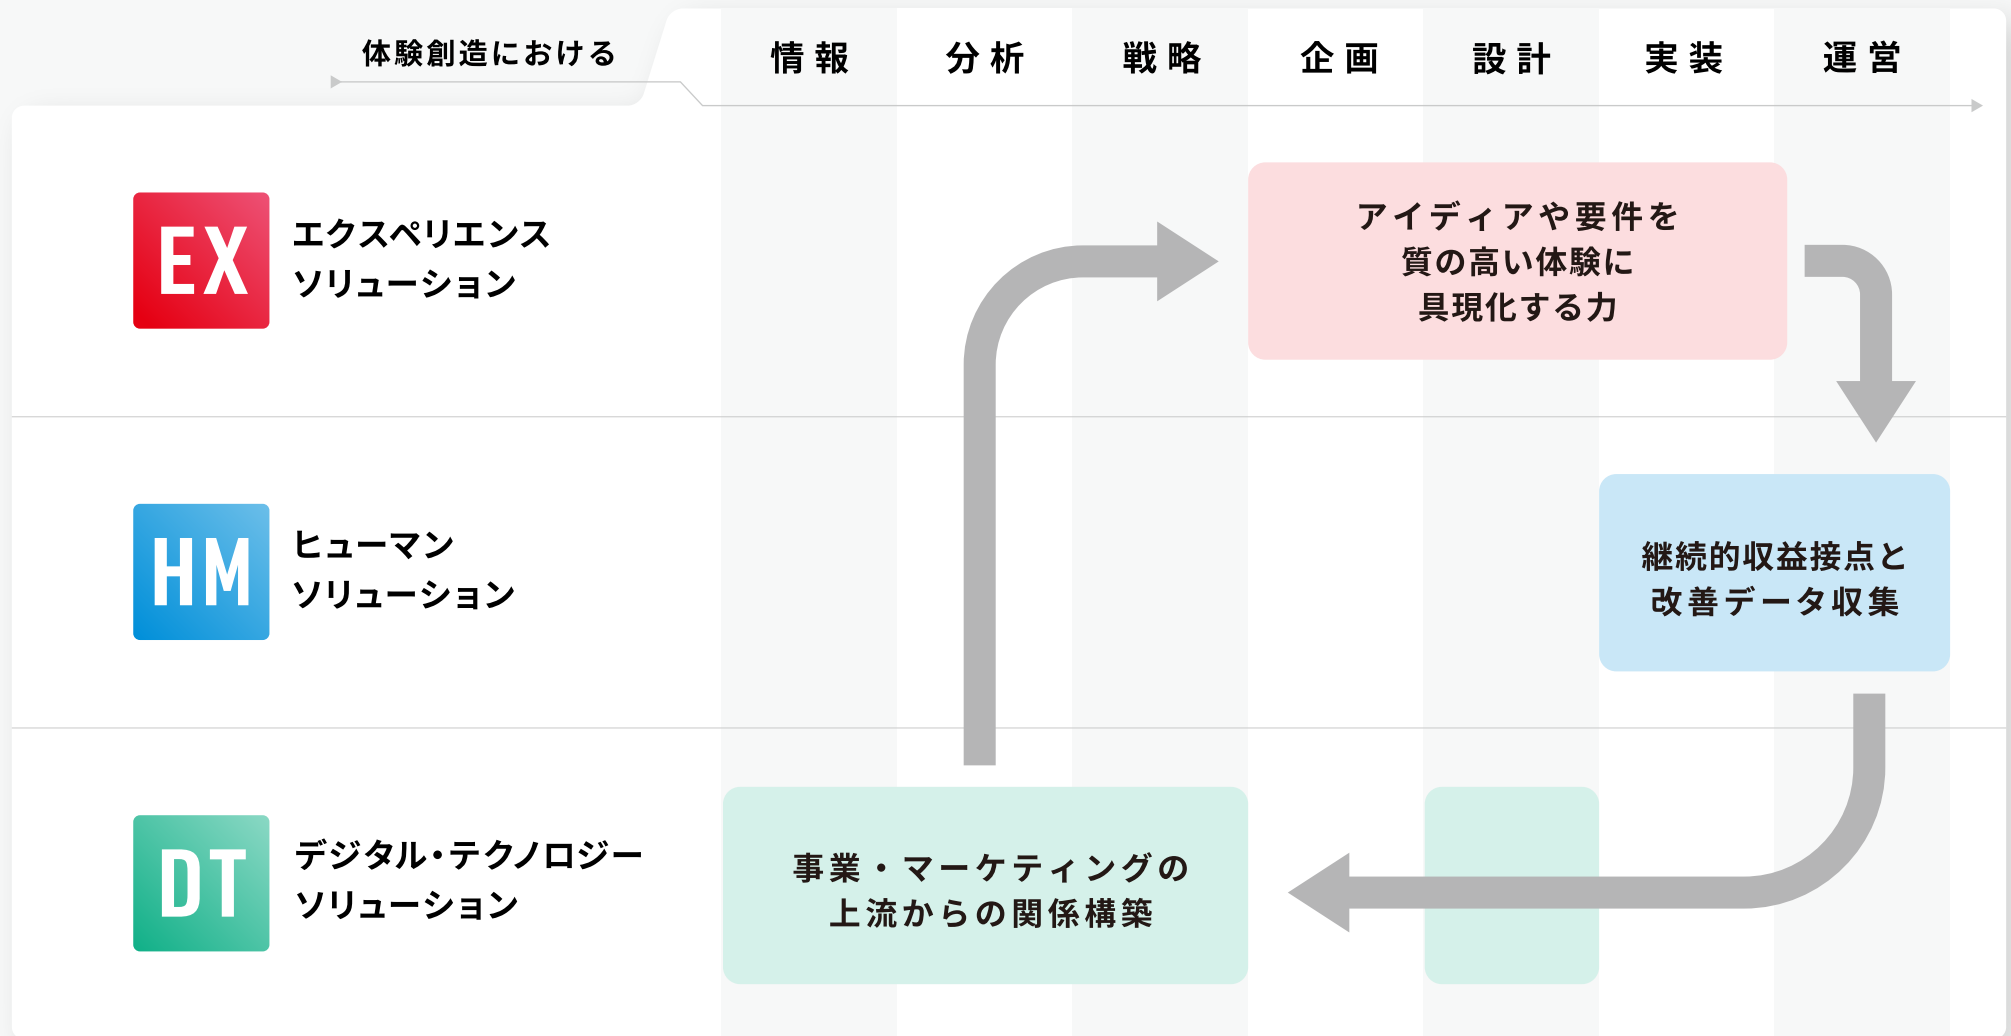 体験創造における
情報 分析 戦略 企画 設計 実装 運営
EX
エクスペリエンス
ソリューション
アイディアや要件を
質の高い体験に
具現化する力
HM
ヒューマン
ソリューション
継続的収益接点と
改善データ収集
DT
デジタル・テクノロジー
ソリューション
事業・マーケティングの
上流からの関係構築